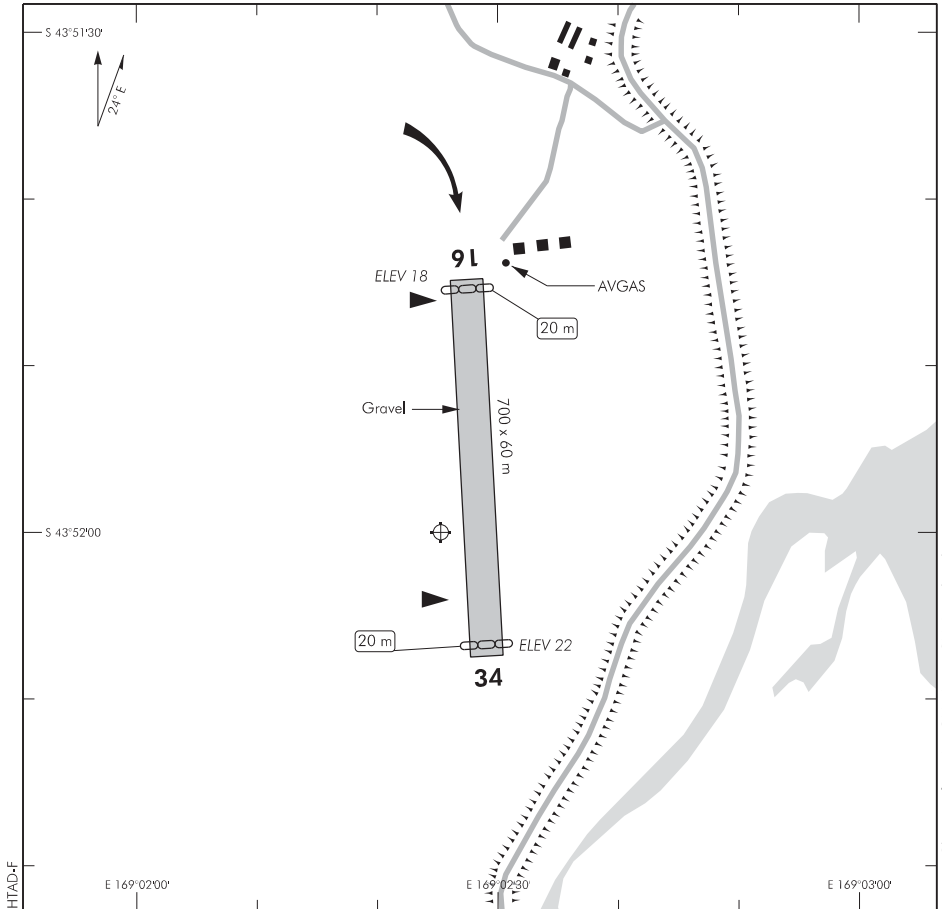 S 43°51'30'
24° E
16
ELEV 18
AVGAS
20 m
Gravel
700 x 60 m
S 43°52'00
20 m
ELEV 22
34
E 169°02'00'
E 169°02'30
E 169°03'00'
HTAD-F